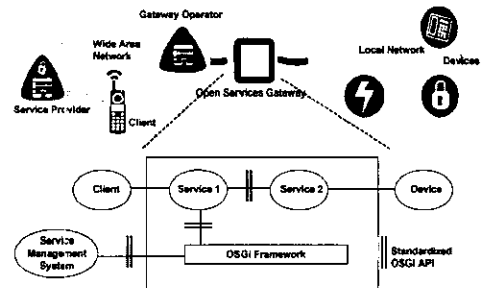 Gateway Operator
Wide Area
Network
Local Network
Devices
Service Provider
Client
Open Services Gateway
Client
Service 1
Service 2
Device
Service
Management
System
OSGi Framework
Standardized
OSGi API